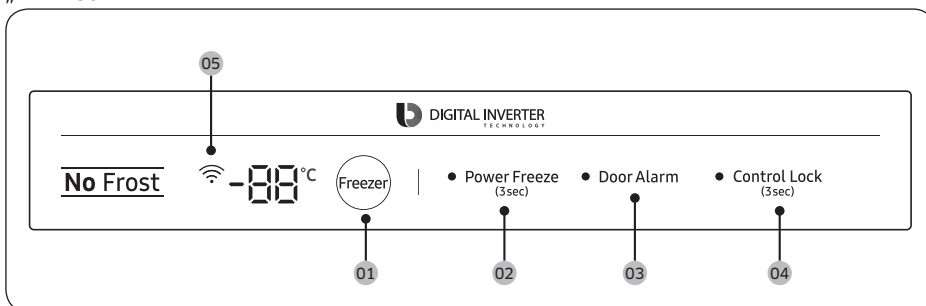 05
DIGITAL INVERTER
TECHNOLOGY
No Frost
-88°C
Freezer
Power Freeze
(3sec)
Door Alarm
Control Lock
(3sec)
01
02
03
04